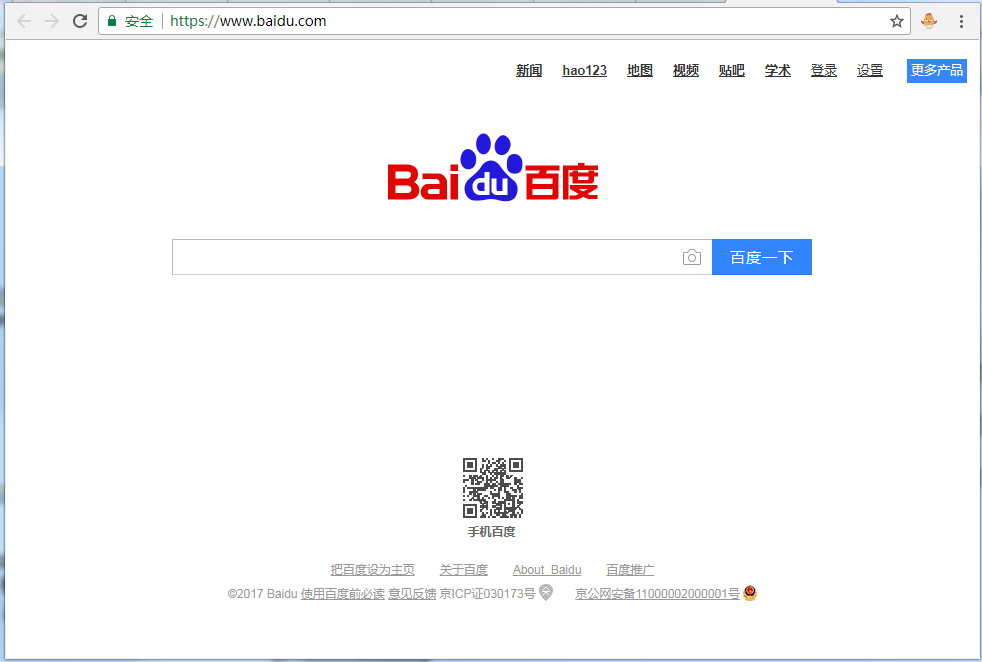 安全 https://www.baidu.com
新闻 hao123 地图 视频 贴吧 学术 登录 设置 更多产品
Baidu百度
百度一下
手机百度
把百度设为主页 关于百度 About Baidu 百度推广
©2017 Baidu 使用百度前必读 意见反馈 京ICP证030173号 京公网安备11000002000001号